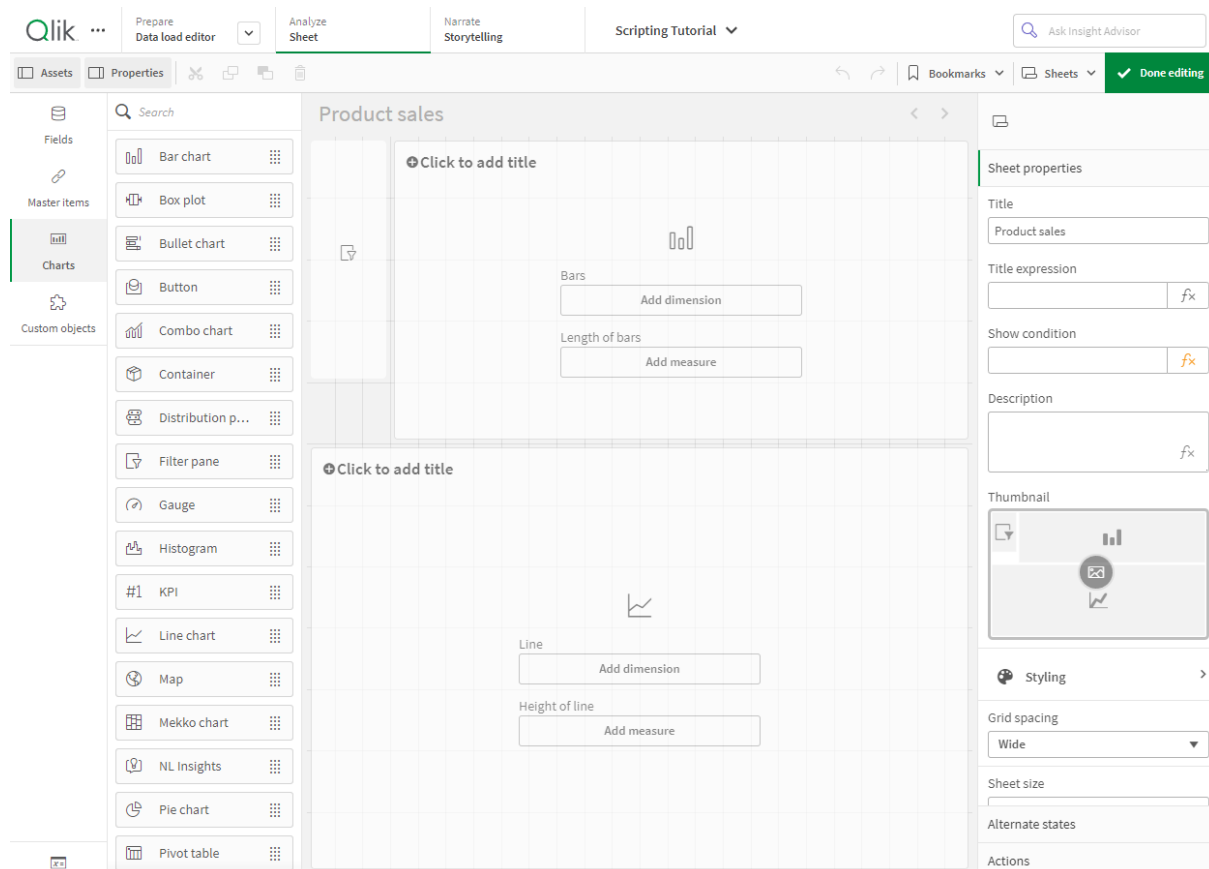 Qlik
Prepare
Data load editor
Analyze
Sheet
Narrate
Storytelling
Scripting Tutorial
Ask Insight Advisor
Assets
Properties
Bookmarks
Sheets
Done editing
Fields
Master items
Charts
Custom objects
Search
Bar chart
Box plot
Bullet chart
Button
Combo chart
Container
Distribution p...
Filter pane
Gauge
Histogram
#1 KPI
Line chart
Map
Mekko chart
NL Insights
Pie chart
Pivot table
Product sales
Click to add title
Bars
Add dimension
Length of bars
Add measure
Click to add title
Line
Add dimension
Height of line
Add measure
Sheet properties
Title
Product sales
Title expression
fx
Show condition
fx
Description
fx
Thumbnail
Styling
Grid spacing
Wide
Sheet size
Alternate states
Actions